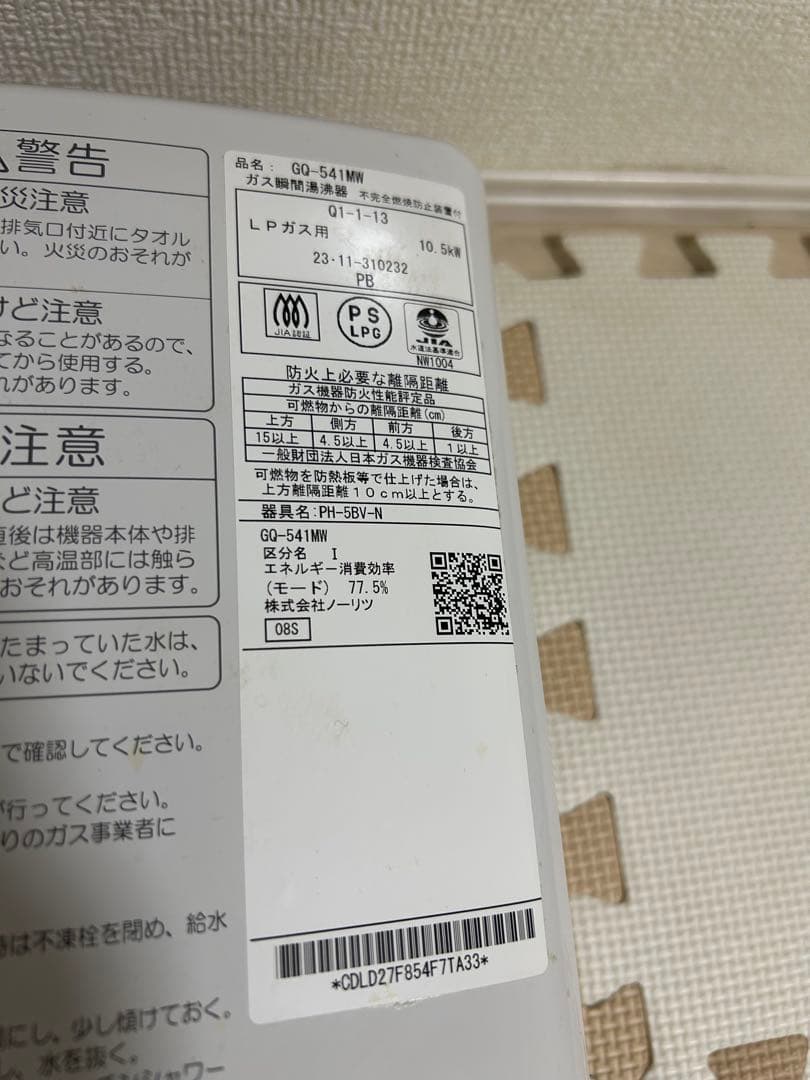 警告
災注意
排気口付近にタオル
い。火災のおそれが
けど注意
なることがあるので、
てから使用する。
れがあります。
注意
ど注意
直後は機器本体や排
など高温部には触ら
おそれがあります。
たまっていた水は、
いないでください。
で確認してください。
が行ってください。
りのガス事業者に
時は不凍栓を閉め、給水
にし、少し傾けておく。
水を抜く。
シャワー
品名: GQ-541MW
ガス瞬間湯沸器 不完全燃焼防止装置付
Q1-1-13
LPガス用 10.5kW
23・11-310232
PB
JIA認証
PS
LPG
JIA
水道法基準適合
NW1004
防火上必要な離隔距離
ガス機器防火性能評定品
可燃物からの離隔距離(cm)
上方 側方 前方 後方
15以上 4.5以上 4.5以上 1以上
一般財団法人日本ガス機器検査協会
可燃物を防熱板等で仕上げた場合は、
上方離隔距離10cm以上とする。
器具名:PH-5BV-N
GQ-541MW
区分名 I
エネルギー消費効率
(モード) 77.5%
株式会社ノーリツ
08S
*CDLD27F854F7TA33*